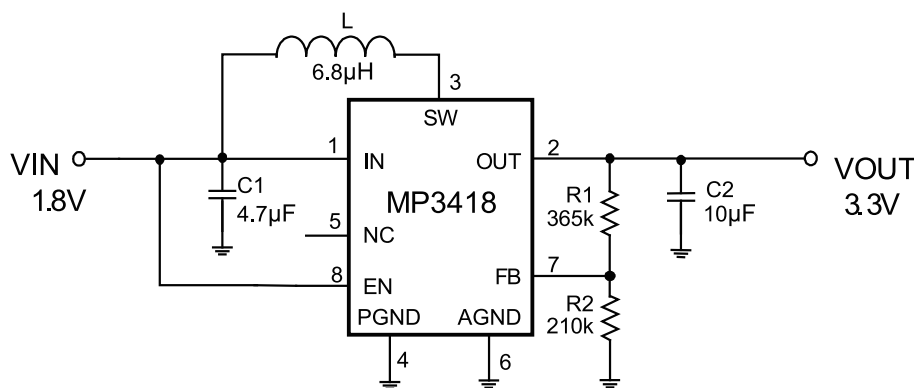 L
6.8µH
3
SW
VIN
1.8V
1
IN
OUT
2
VOUT
3.3V
C1
4.7µF
MP3418
R1
365k
C2
10µF
5
NC
8
EN
FB
7
R2
210k
PGND
AGND
4
6